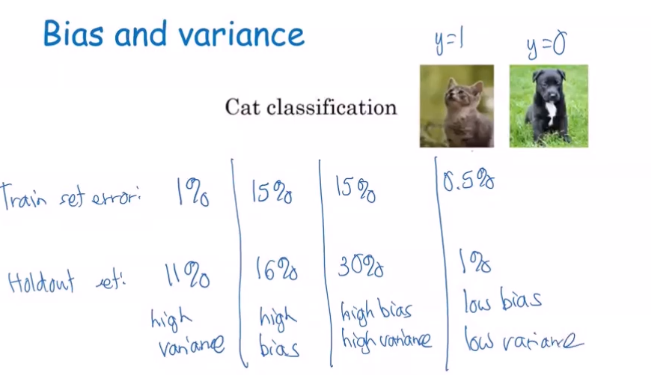 Bias and variance
y=1 y=0
Cat classification
Train set error: 1% 15% 15% 0.5%
Holdout set: 11% 16% 30% 1%
high variance
high bias
high bias
high variance
low bias
low variance